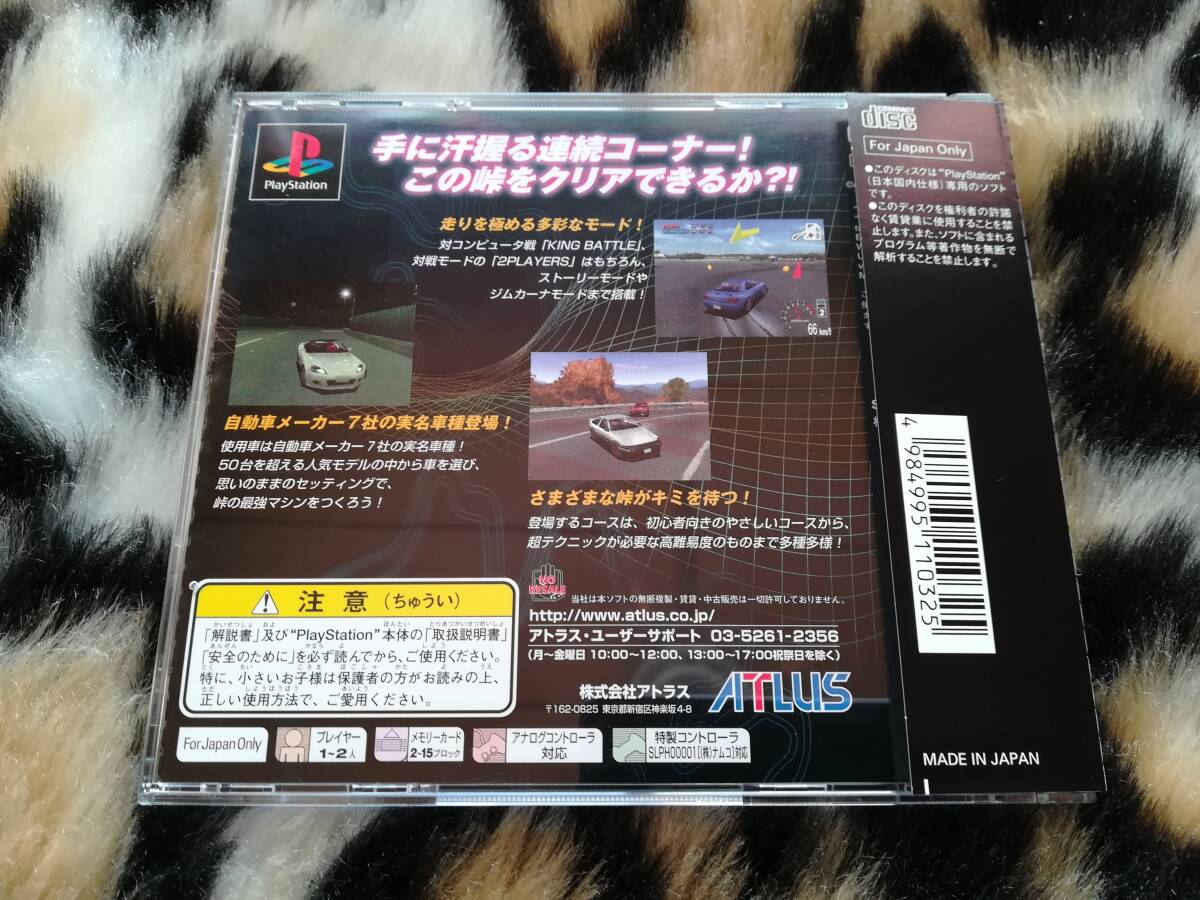 PlayStation
手に汗握る連続コーナー!
この峠をクリアできるか?!
走りを極める多彩なモード!
対コンピュータ戦「KING BATTLE」、
対戦モードの「2PLAYERS」はもちろん、
ストーリーモードや
ジムカーナモードまで搭載!
2
66 km/h
自動車メーカー7社の実名車種登場!
使用車は自動車メーカー7社の実名車種!
50台を超える人気モデルの中から車を選び、
思いのままのセッティングで、
峠の最強マシンをつくろう!
さまざまな峠がキミを待つ!
登場するコースは、初心者向きのやさしいコースから、
超テクニックが必要な高難易度のものまで多種多様!
NO RESALE
当社は本ソフトの無断複製・賃貸・中古販売は一切許可しておりません。
http://www.atlus.co.jp/
アトラス・ユーザーサポート 03-5261-2356
(月〜金曜日 10:00〜12:00、13:00〜17:00祝祭日を除く)
株式会社アトラス
〒162-0825 東京都新宿区神楽坂4-8
ATLUS
注意(ちゅうい)
「解説書」及び“PlayStation”本体の「取扱説明書」
「安全のために」を必ず読んでから、ご使用ください。
特に、小さいお子様は保護者の方がお読みの上、
正しい使用方法で、ご愛用ください。
For Japan Only
プレイヤー
1~2人
メモリーカード
2-15ブロック
アナログコントローラ
対応
特製コントローラ
SLPH00001[(株)ナムコ]対応
COMPACT
disc
For Japan Only
●このディスクは“PlayStation”
(日本国内仕様)専用のソフト
です。
●このディスクを権利者の許諾
なく賃貸業に使用することを禁
止します。また、ソフトに含まれる
プログラム等著作物を無断で
解析することを禁止します。
4 984995 110325
MADE IN JAPAN